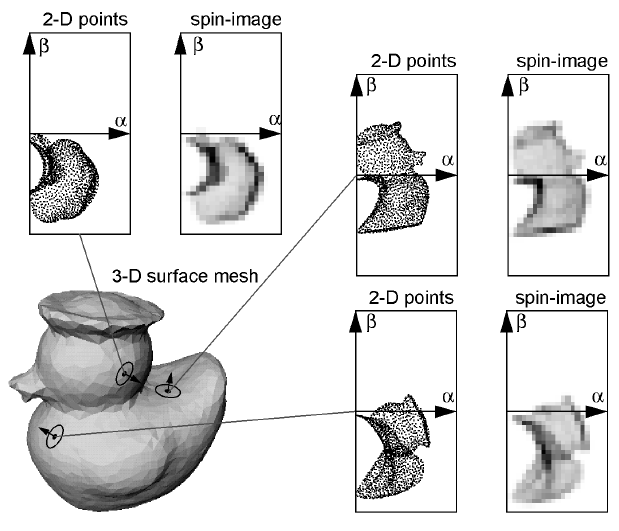 2-D points
spin-image
β
β
α
α
2-D points
spin-image
β
β
α
α
3-D surface mesh
2-D points
spin-image
β
β
α
α